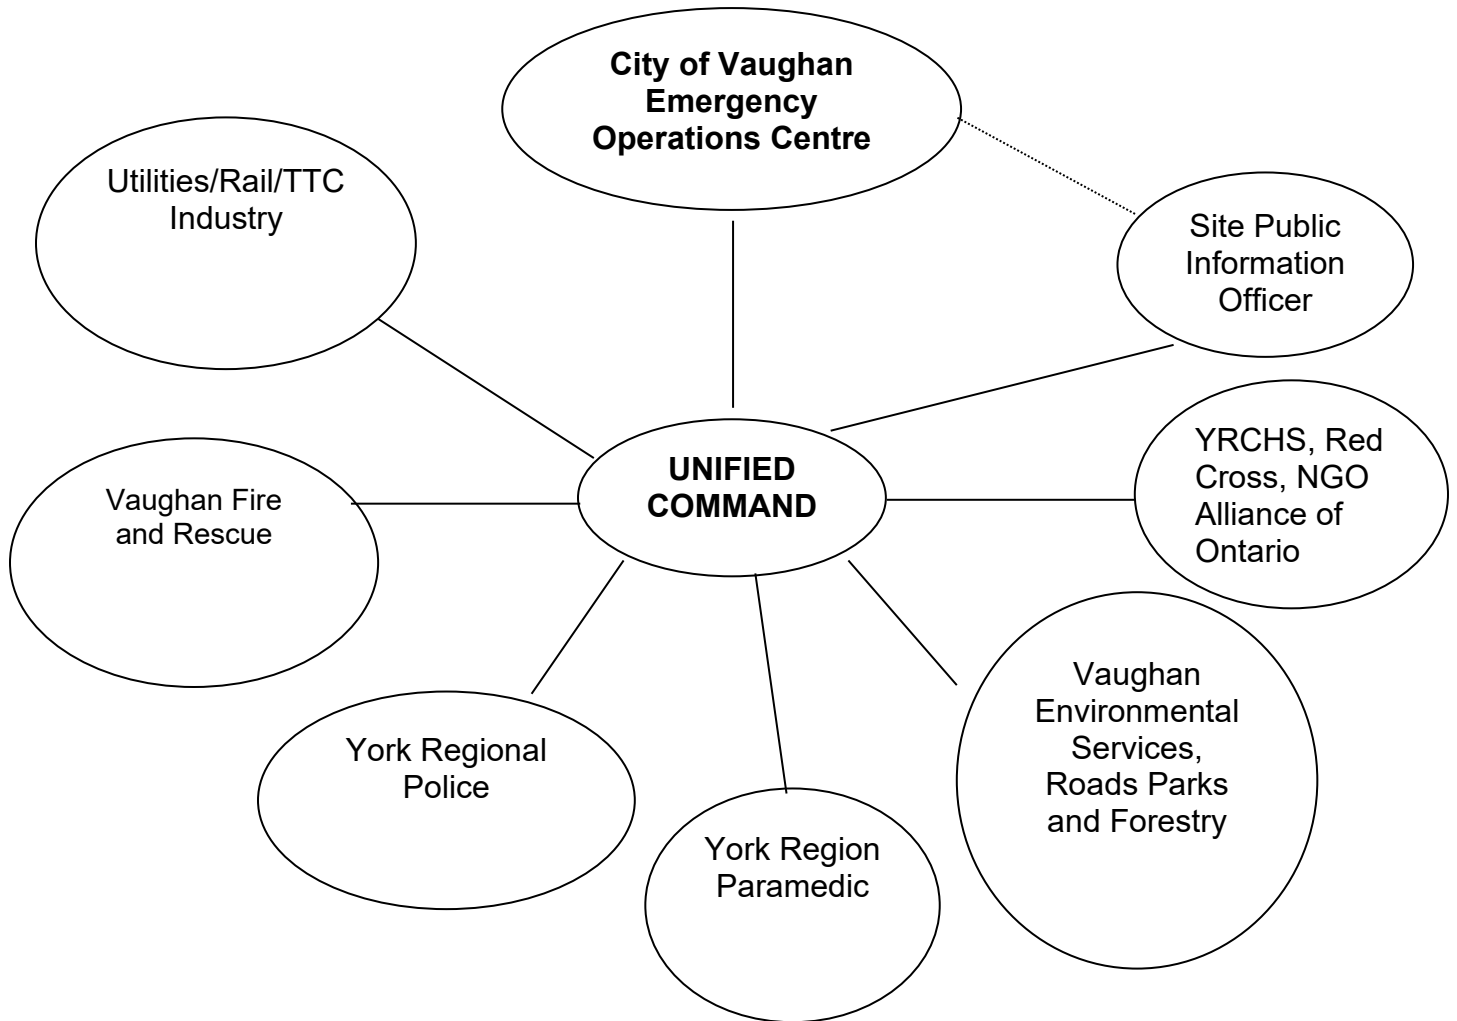 City of Vaughan
Emergency
Operations Centre
Utilities/Rail/TTC
Industry
Site Public
Information
Officer
UNIFIED
COMMAND
YRCHS, Red
Cross, NGO
Alliance of
Ontario
Vaughan Fire
and Rescue
Vaughan
Environmental
Services,
Roads Parks
and Forestry
York Regional
Police
York Region
Paramedic